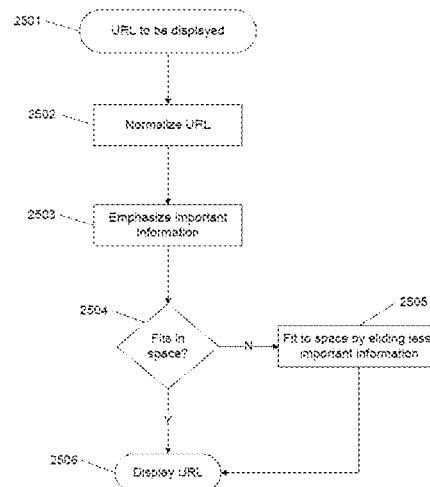 2501
URL to be displayed
2502
Normalize URL
2503
Emphasize important
information
2504
Fits in
space?
N
2505
Fit to space by eliding less
important information
Y
2506
Display URL